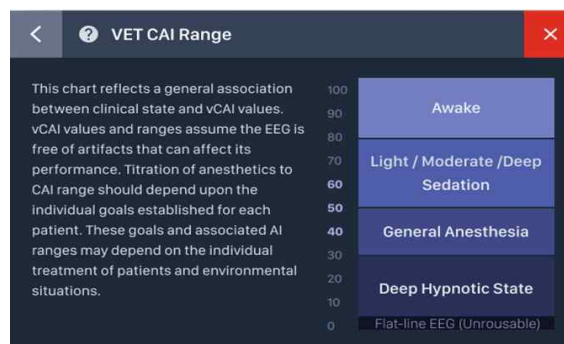 VET CAI Range
This chart reflects a general association
between clinical state and vCAI values.
vCAI values and ranges assume the EEG is
free of artifacts that can affect its
performance. Titration of anesthetics to
CAI range should depend upon the
individual goals established for each
patient. These goals and associated AI
ranges may depend on the individual
treatment of patients and environmental
situations.
100
90
80
70
60
50
40
30
20
10
0
Awake
Light / Moderate /Deep
Sedation
General Anesthesia
Deep Hypnotic State
Flat-line EEG (Unrousable)